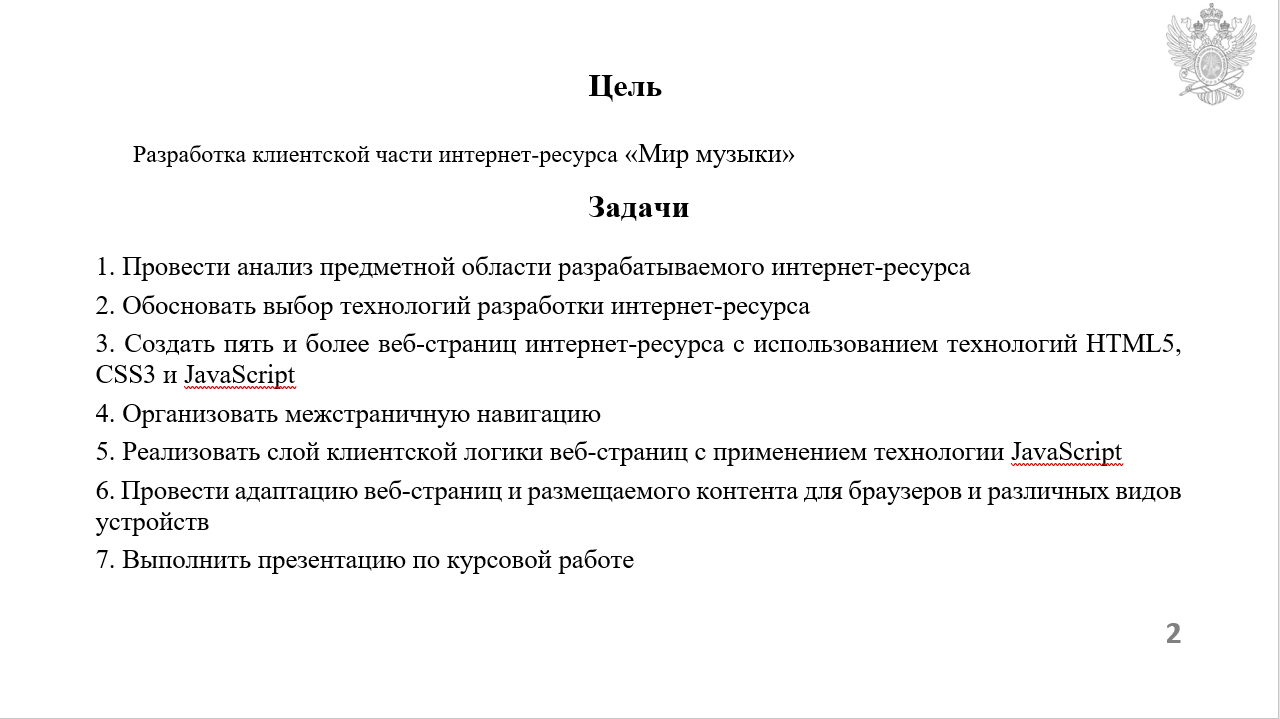 Цель
Разработка клиентской части интернет-ресурса «Мир музыки»
Задачи
1. Провести анализ предметной области разрабатываемого интернет-ресурса
2. Обосновать выбор технологий разработки интернет-ресурса
3. Создать пять и более веб-страниц интернет-ресурса с использованием технологий HTML5,
CSS3 и JavaScript
4. Организовать межстраничную навигацию
5. Реализовать слой клиентской логики веб-страниц с применением технологии JavaScript
6. Провести адаптацию веб-страниц и размещаемого контента для браузеров и различных видов
устройств
7. Выполнить презентацию по курсовой работе
2